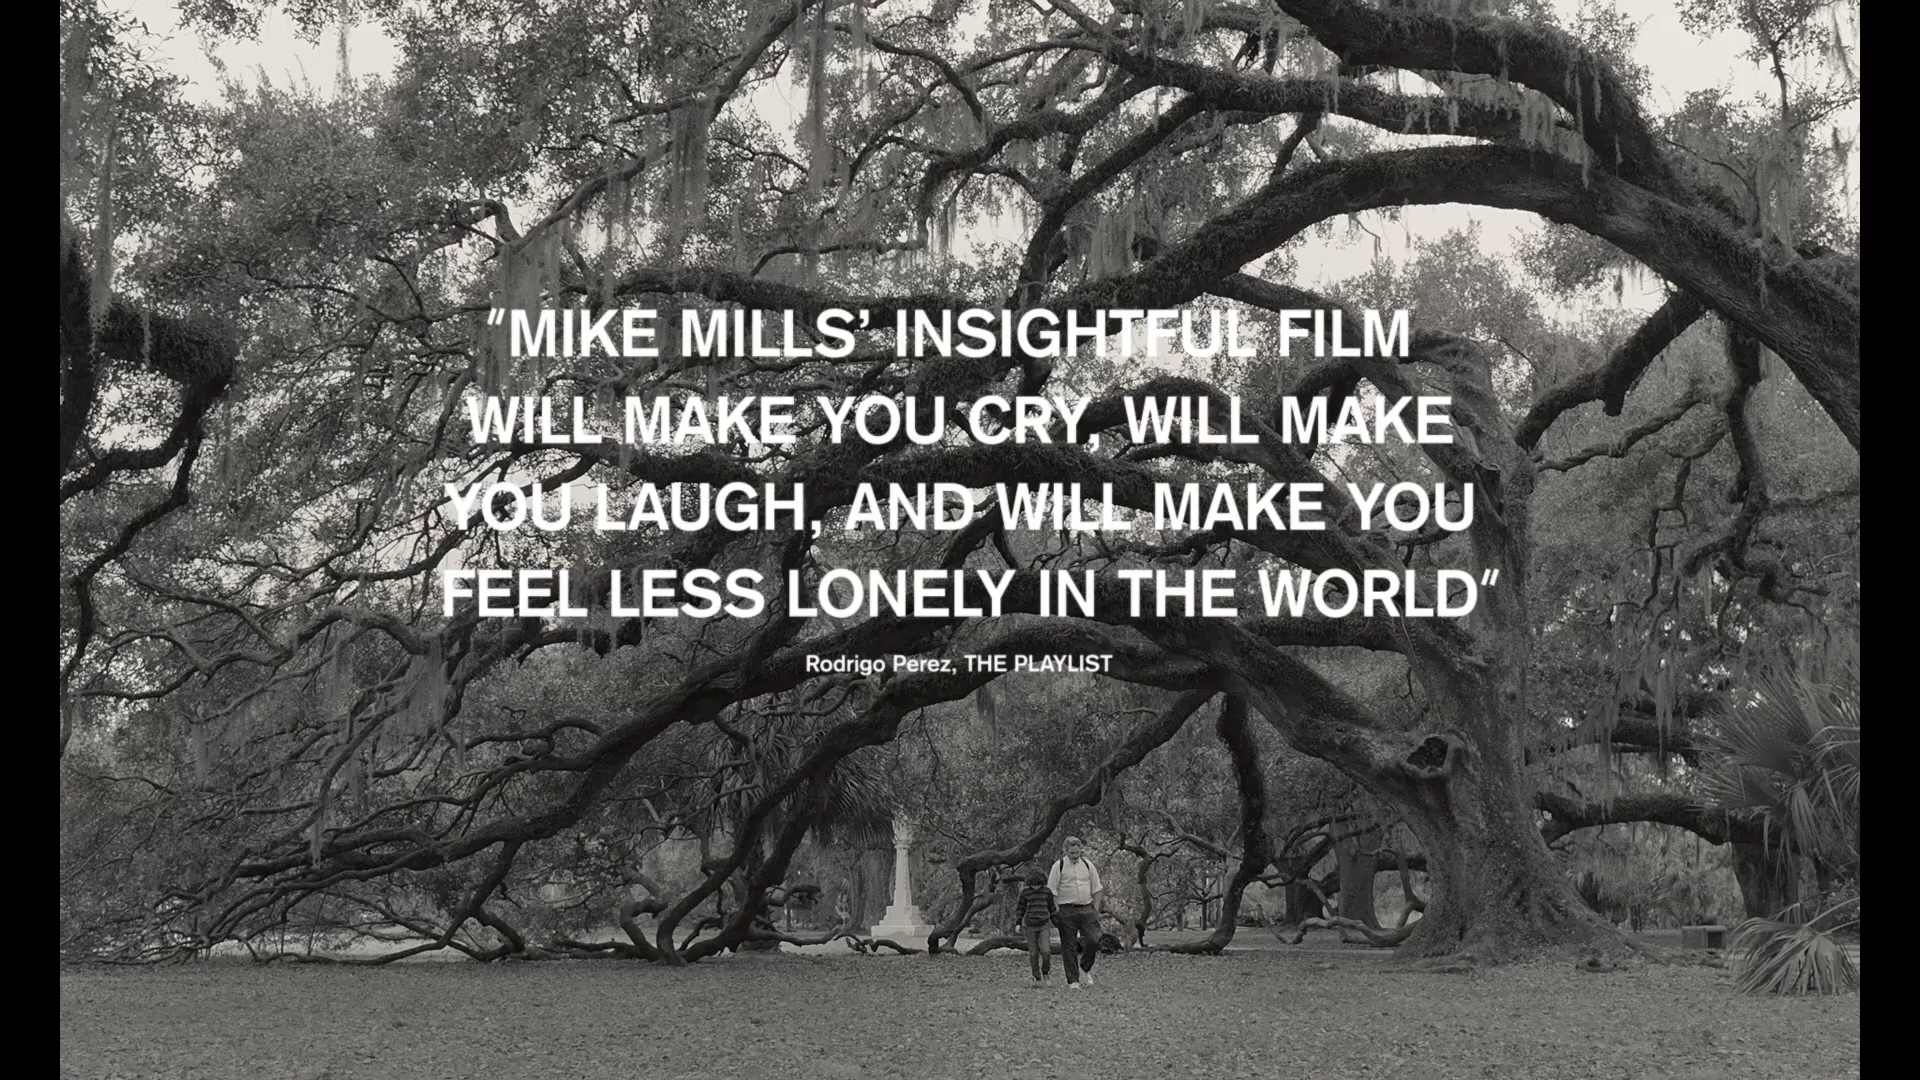 "MIKE MILLS’ INSIGHTFUL FILM
WILL MAKE YOU CRY, WILL MAKE
YOU LAUGH, AND WILL MAKE YOU
FEEL LESS LONELY IN THE WORLD"
Rodrigo Perez, THE PLAYLIST